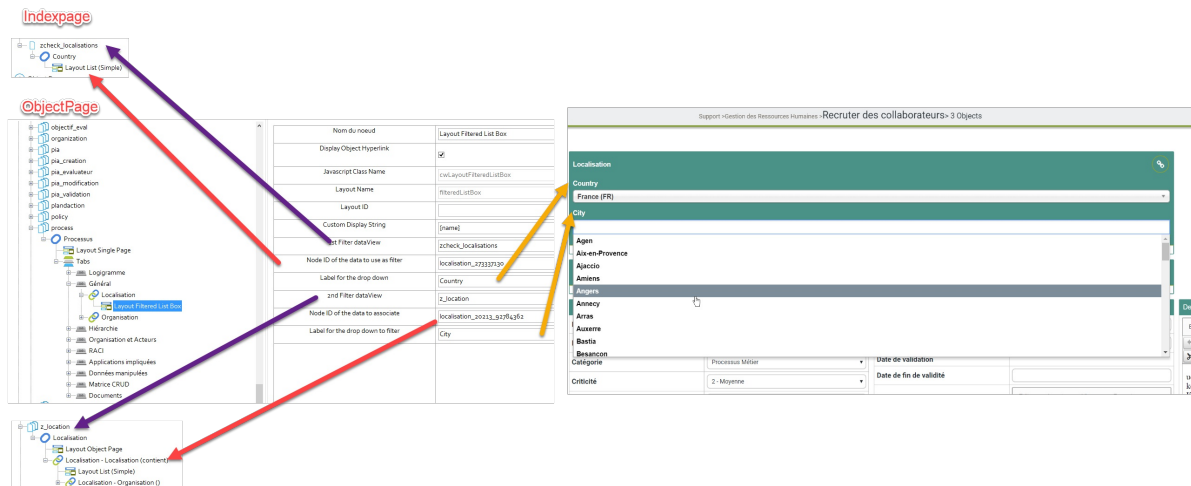 Indexpage
zcheck_localisations
Country
Layout List (Simple)
ObjectPage
objectif_eval
organization
pia
pia_creation
pia_evaluateur
pia_modification
pia_validation
plandaction
policy
process
Processus
Layout Single Page
Tabs
Logigramme
Général
Localisation
Layout Filtered List Box
Organisation
Hiérarchie
Organisation et Acteurs
RACI
Applications impliquées
Données manipulées
Matrice CRUD
Documents
Nom du noeud
Layout Filtered List Box
Display Object Hyperlink
Javascript Class Name
cwLayoutFilteredListBox
Layout Name
filteredListBox
Layout ID
Custom Display String
[name]
Filter dataView
zcheck_localisations
Node ID of the data to use as filter
localisation_273337130
Label for the drop down
Country
2nd Filter dataView
z_location
Node ID of the data to associate
localisation_20213_92784362
Label for the drop down to filter
City
z_location
Localisation
Layout Object Page
Localisation - Localisation (contient)
Layout List (Simple)
Localisation - Organisation ()
Support >Gestion des Ressources Humaines >Recruter des collaborateurs> 3 Objects
Localisation
Country
France (FR)
City
Agen
Aix-en-Provence
Ajaccio
Amiens
Angers
Annecy
Arras
Auxerre
Bastia
Besancon
Catégorie
Processus Métier
Date de validation
Criticité
2 - Moyenne
Date de fin de validité